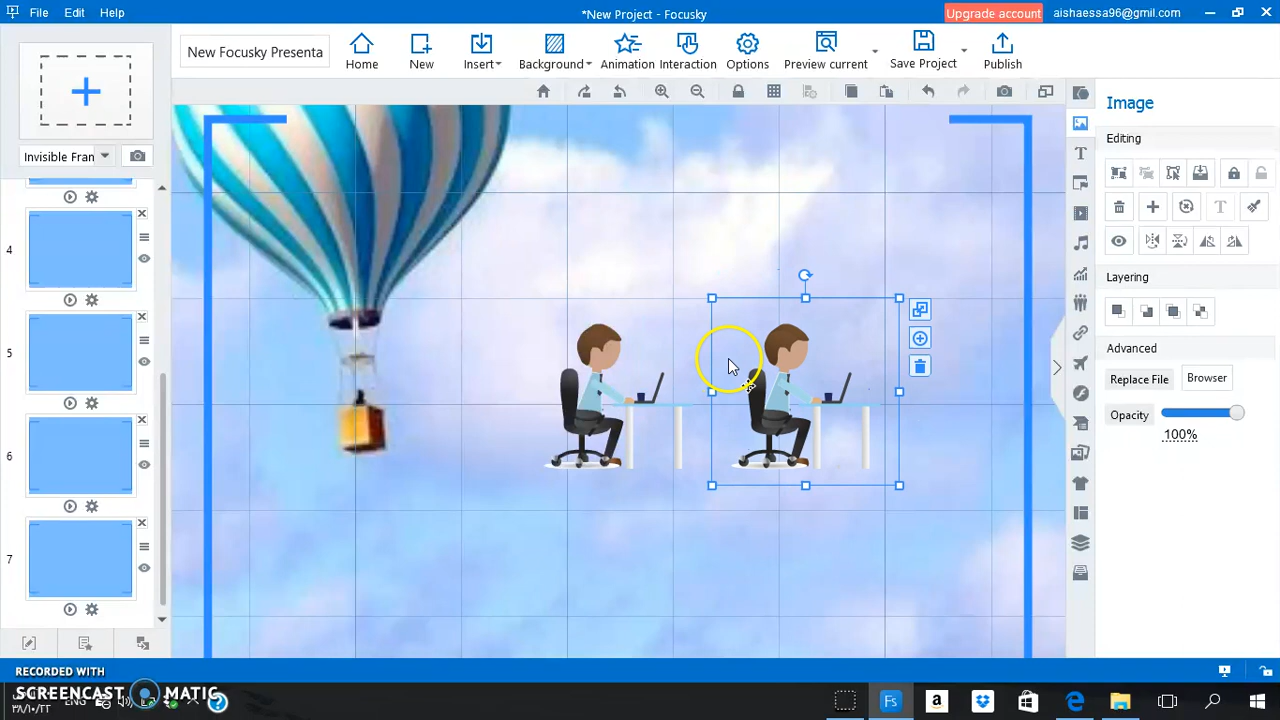 File Edit Help
*New Project - Focusky
Upgrade account
aishaessa96@gmil.com
New Focusky Presenta
Home
New
Insert
Background
Animation
Interaction
Options
Preview current
Save Project
Publish
Invisible Fran
4
5
6
7
Image
Editing
Layering
Advanced
Replace File
Browser
Opacity
100%
RECORDED WITH
SCREENCAST MATIC
ENG